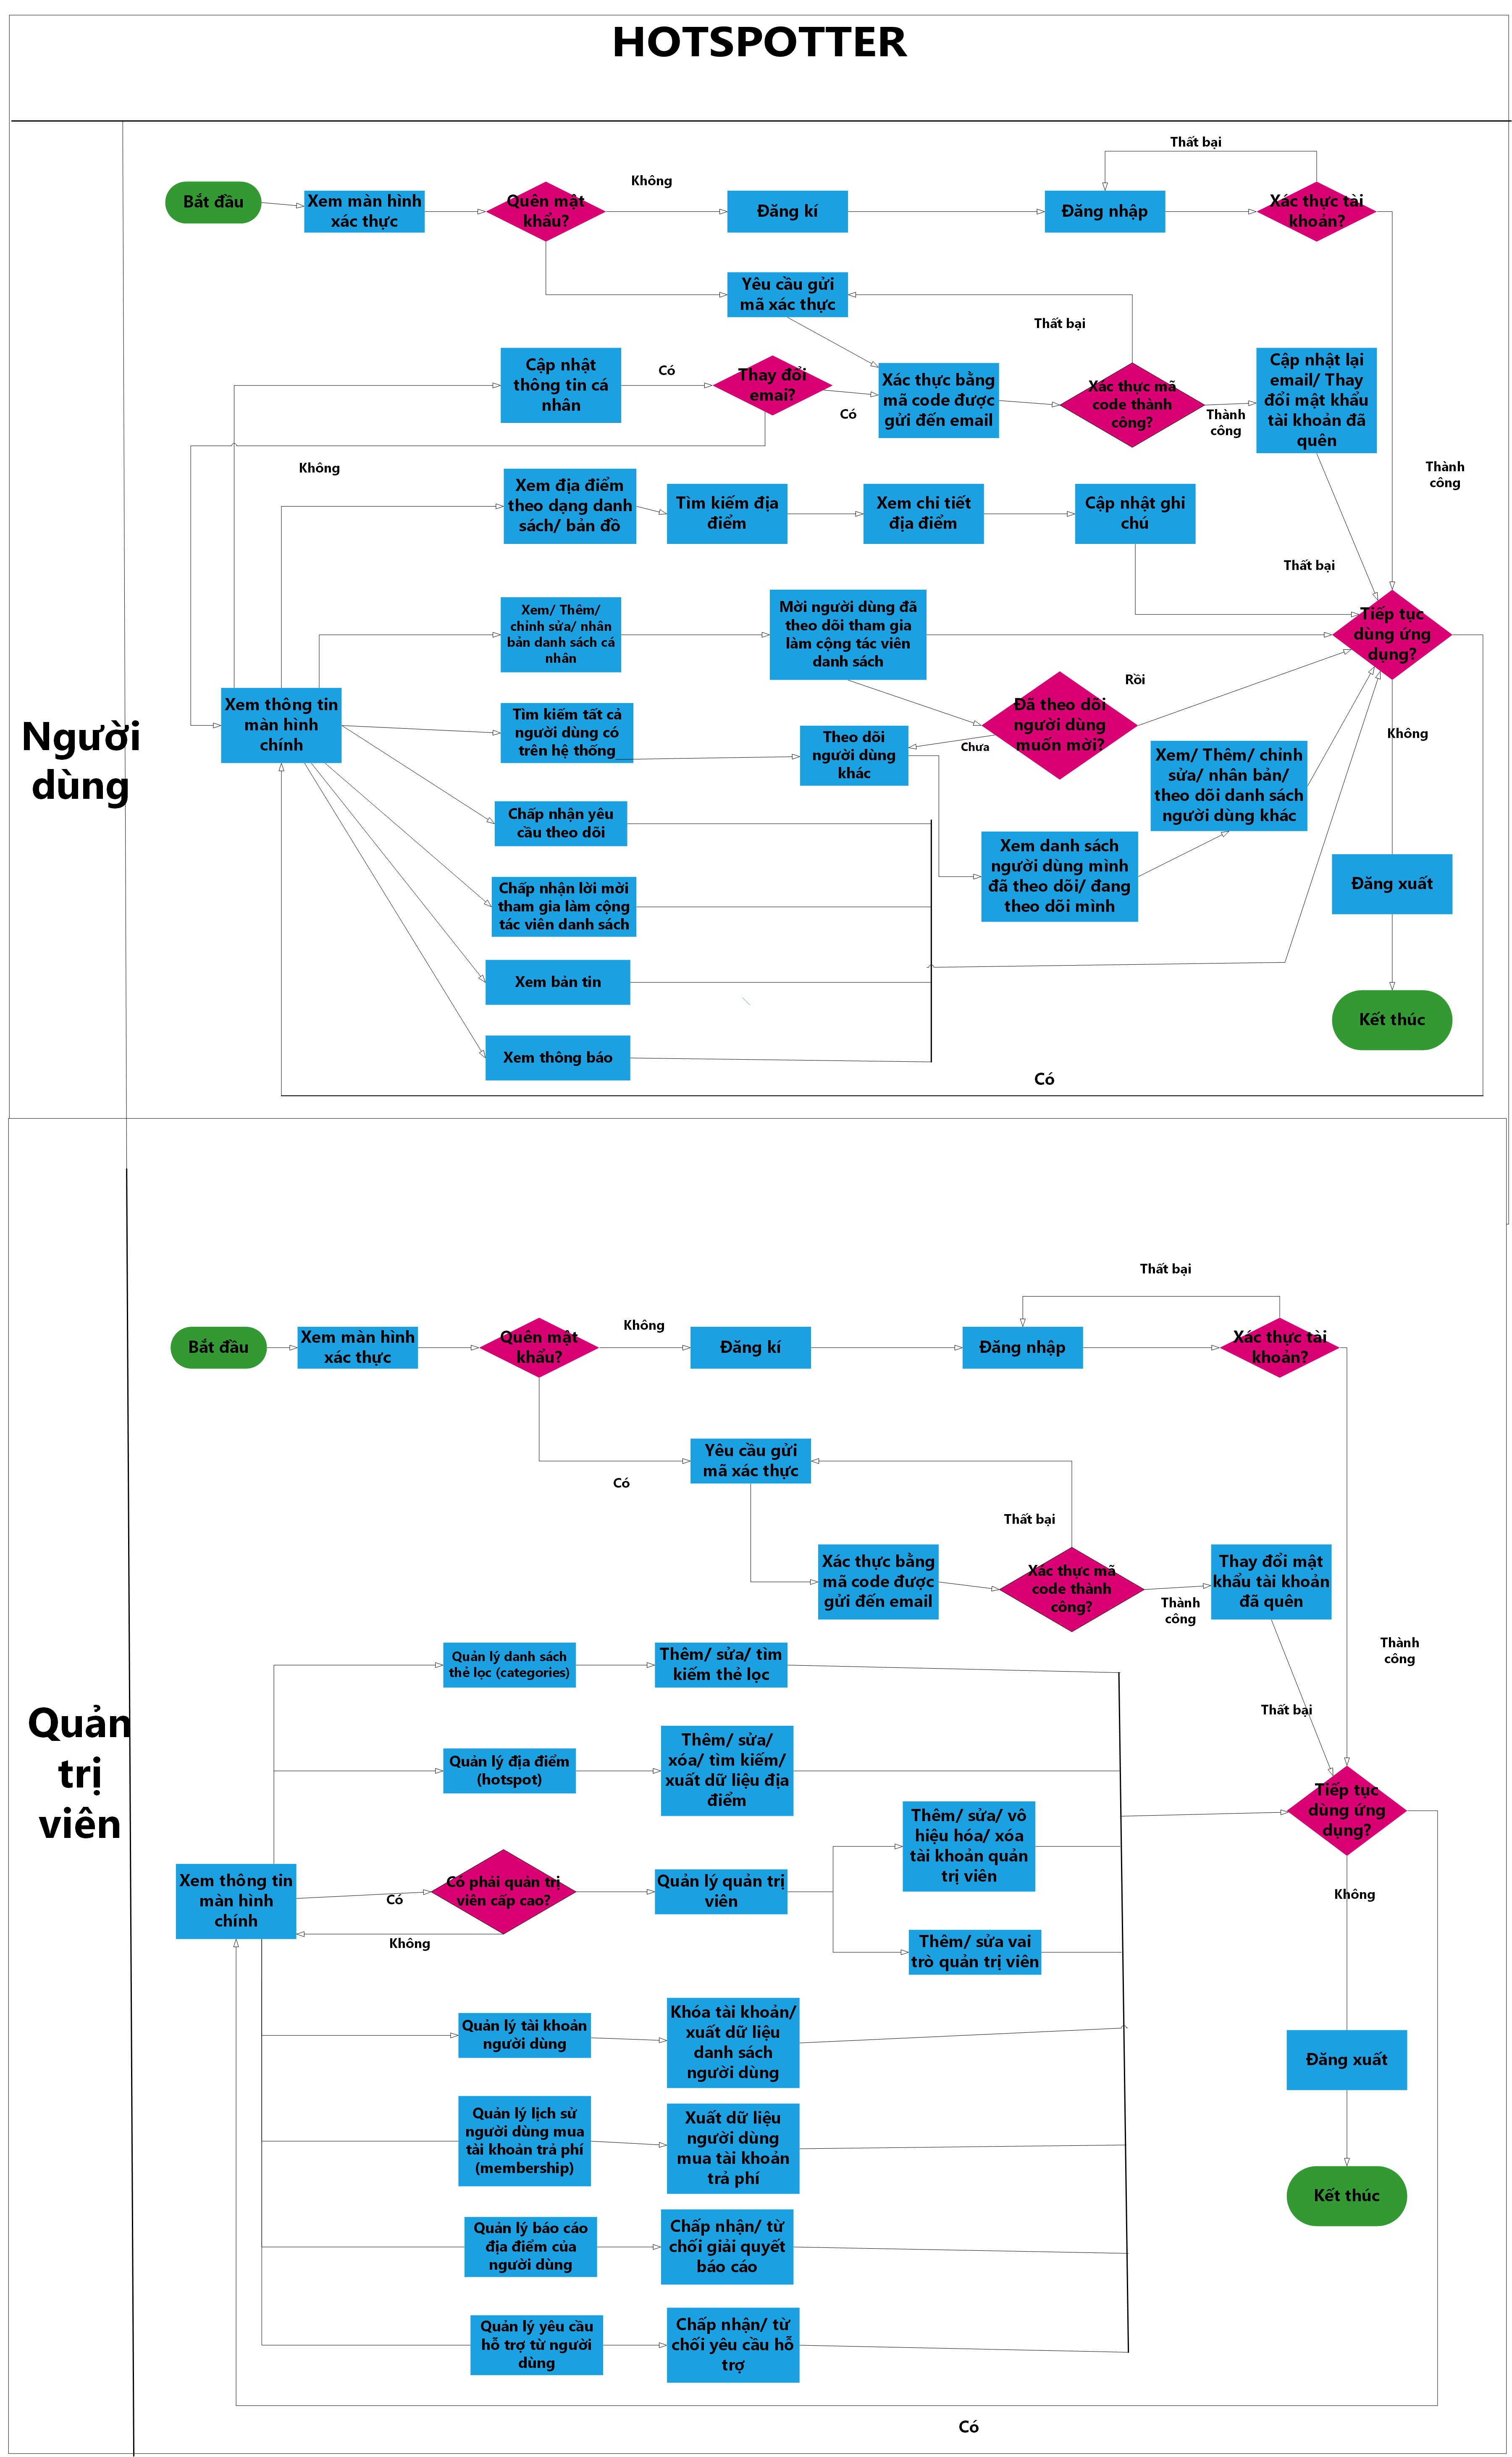 HOTSPOTTER
Người
dùng
Bắt đầu
Xem màn hình
xác thực
Quên mật
khẩu?
Không
Đăng kí
Đăng nhập
Thất bại
Xác thực tài
khoản?
Yêu cầu gửi
mã xác thực
Thất bại
Cập nhật
thông tin cá
nhân
Có
Thay đổi
emai?
Có
Xác thực bằng
mã code được
gửi đến email
Xác thực mã
code thành
công?
Thành
công
Cập nhật lại
email/ Thay
đổi mật khẩu
tài khoản đã
quên
Thành
công
Không
Xem địa điểm
theo dạng danh
sách/ bản đồ
Tìm kiếm địa
điểm
Xem chi tiết
địa điểm
Cập nhật ghi
chú
Thất bại
Xem/ Thêm/
chỉnh sửa/ nhân
bản danh sách cá
nhân
Mời người dùng đã
theo dõi tham gia
làm cộng tác viên
danh sách
Tiếp tục
dùng ứng
dụng?
Rồi
Đã theo dõi
người dùng
muốn mời?
Chưa
Xem thông tin
màn hình
chính
Tìm kiếm tất cả
người dùng có
trên hệ thống
Theo dõi
người dùng
khác
Không
Xem/ Thêm/ chỉnh
sửa/ nhân bản/
theo dõi danh sách
người dùng khác
Chấp nhận yêu
cầu theo dõi
Xem danh sách
người dùng mình
đã theo dõi/ đang
theo dõi mình
Đăng xuất
Chấp nhận lời mời
tham gia làm cộng
tác viên danh sách
Xem bản tin
Kết thúc
Xem thông báo
Có
Quản
trị
viên
Thất bại
Bắt đầu
Xem màn hình
xác thực
Quên mật
khẩu?
Không
Đăng kí
Đăng nhập
Xác thực tài
khoản?
Yêu cầu gửi
mã xác thực
Có
Thất bại
Xác thực bằng
mã code được
gửi đến email
Xác thực mã
code thành
công?
Thành
công
Thay đổi mật
khẩu tài khoản
đã quên
Thành
công
Quản lý danh sách
thẻ lọc (categories)
Thêm/ sửa/ tìm
kiếm thẻ lọc
Thất bại
Quản lý địa điểm
(hotspot)
Thêm/ sửa/
xóa/ tìm kiếm/
xuất dữ liệu địa
điểm
Tiếp tục
dùng ứng
dụng?
Thêm/ sửa/ vô
hiệu hóa/ xóa
tài khoản quản
trị viên
Xem thông tin
màn hình
chính
Có
Có phải quản trị
viên cấp cao?
Không
Quản lý quản trị
viên
Không
Thêm/ sửa vai
trò quản trị viên
Quản lý tài khoản
người dùng
Khóa tài khoản/
xuất dữ liệu
danh sách
người dùng
Đăng xuất
Quản lý lịch sử
người dùng mua
tài khoản trả phí
(membership)
Xuất dữ liệu
người dùng
mua tài khoản
trả phí
Kết thúc
Quản lý báo cáo
địa điểm của
người dùng
Chấp nhận/ từ
chối giải quyết
báo cáo
Quản lý yêu cầu
hỗ trợ từ người
dùng
Chấp nhận/ từ
chối yêu cầu hỗ
trợ
Có